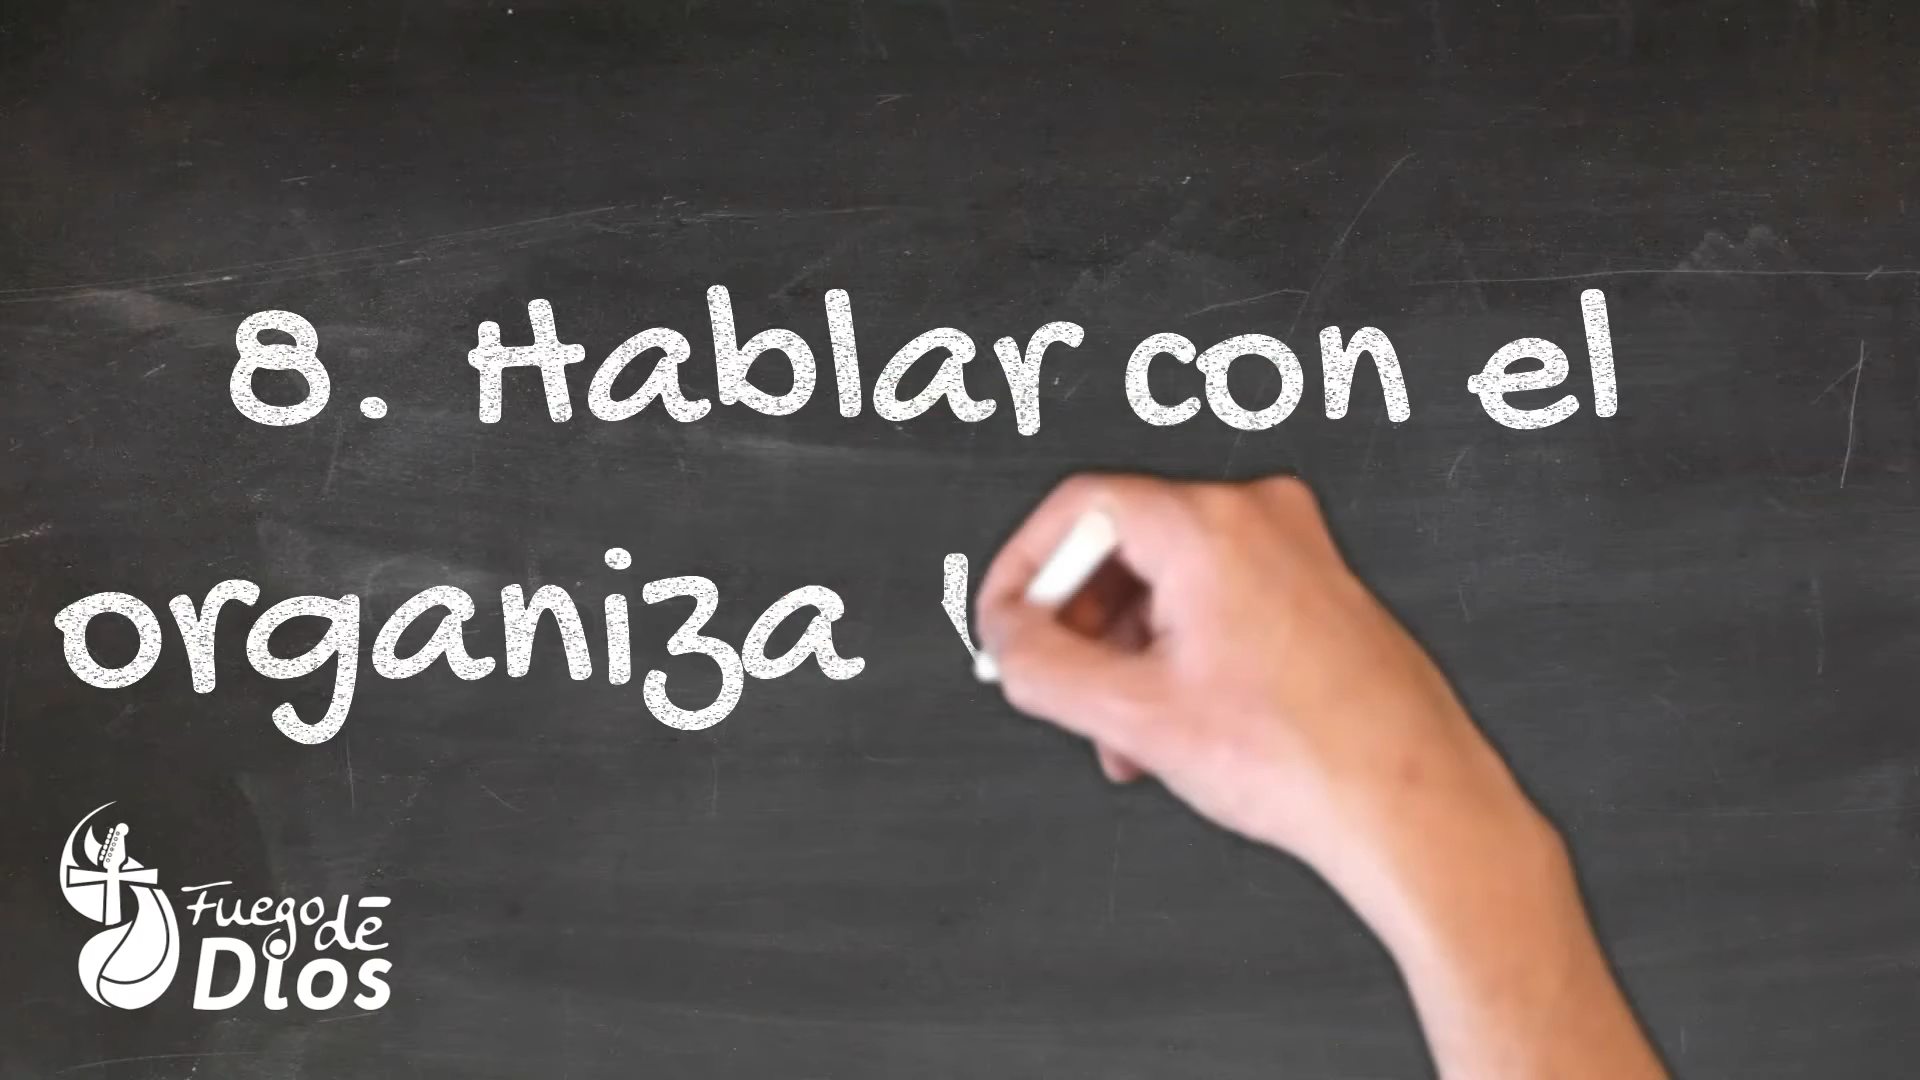 8. Hablar con el
organiza
Fuego de
Dios